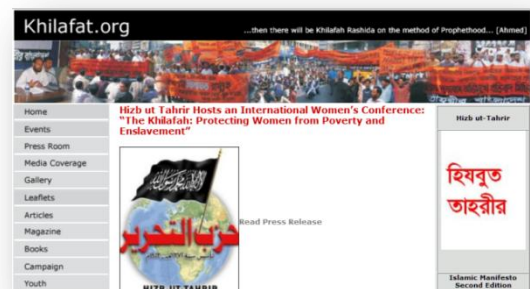 Khilafat.org
...then there will be Khilafah Rashida on the method of Prophethood... [Ahmed]
Home
Events
Press Room
Media Coverage
Gallery
Leaflets
Articles
Magazine
Books
Campaign
Youth
Hizb ut Tahrir Hosts an International Women's Conference:
"The Khilafah: Protecting Women from Poverty and
Enslavement"
حزب التحرير
HIZB UT TAHRIR
Read Press Release
Hizb ut-Tahrir
হিযবুত
তাহরীর
Islamic Manifesto
Second Edition